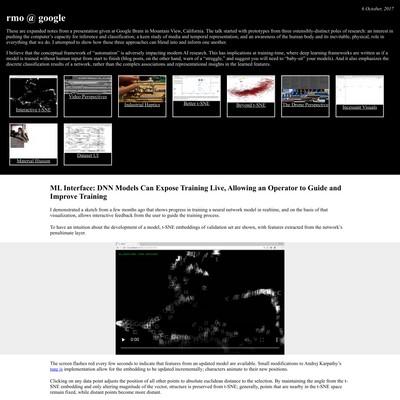 6 October, 2017
rmo @ google
These are expanded notes from a presentation given at Google Brain in Mountain View, California. The talk started with prototypes from three ostensibly-distinct poles of research: an interest in
pushing the computer's capacity for inference and classification; a keen study of media and temporal representation; and an awareness of the human body and its inevitable, physical, role in
everything that we do. I attempted to show how these three approaches can blend into and inform one another.
I believe that the conceptual framework of "automation" is adversely impacting modern AI research. This has implications at training-time, where deep learning frameworks are written as if a
model is trained without human input from start to finish (blog posts, on the other hand, warn of a "struggle," and suggest you will need to "baby-sit" your models). And it also emphasizes the
discrete classification results of a network, rather than the complex associations and representational insights in the learned features.
Interactive t-SNE
Video Perspectives
Industrial Haptics
Better t-SNE
Beyond t-SNE
The Drone Perspective
Incessant Visuals
Material Illusion
Dataset UI
ML Interface: DNN Models Can Expose Training Live, Allowing an Operator to Guide and
Improve Training
I demonstrated a sketch from a few months ago that shows progress in training a neural network model in realtime, and on the basis of that
visualization, allows interactive feedback from the user to guide the training process.
To have an intuition about the development of a model, t-SNE embeddings of validation set are shown, with features extracted from the network's
penultimate layer.
The screen flashes red every few seconds to indicate that features from an updated model are available. Small modifications to Andrej Karpathy's
tsne.js implementation allow for the embedding to be updated incrementally; characters animate to their new positions.
Clicking on any data point adjusts the position of all other points to absolute euclidean distance to the selection. By maintaining the angle from the t-
SNE embedding and only altering the magnitude of the vector, structure is preserved from t-SNE; generally, points that are nearby in the t-SNE space
remain fixed, while distant points become more distant.